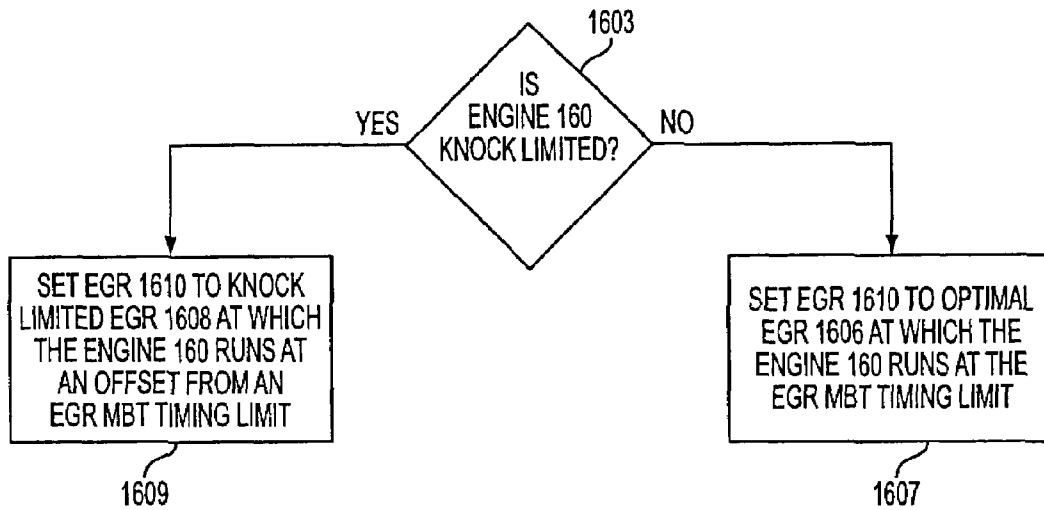 1603
IS
ENGINE 160
KNOCK LIMITED?
YES
NO
SET EGR 1610 TO KNOCK
LIMITED EGR 1608 AT WHICH
THE ENGINE 160 RUNS AT
AN OFFSET FROM AN
EGR MBT TIMING LIMIT
1609
SET EGR 1610 TO OPTIMAL
EGR 1606 AT WHICH THE
ENGINE 160 RUNS AT THE
EGR MBT TIMING LIMIT
1607